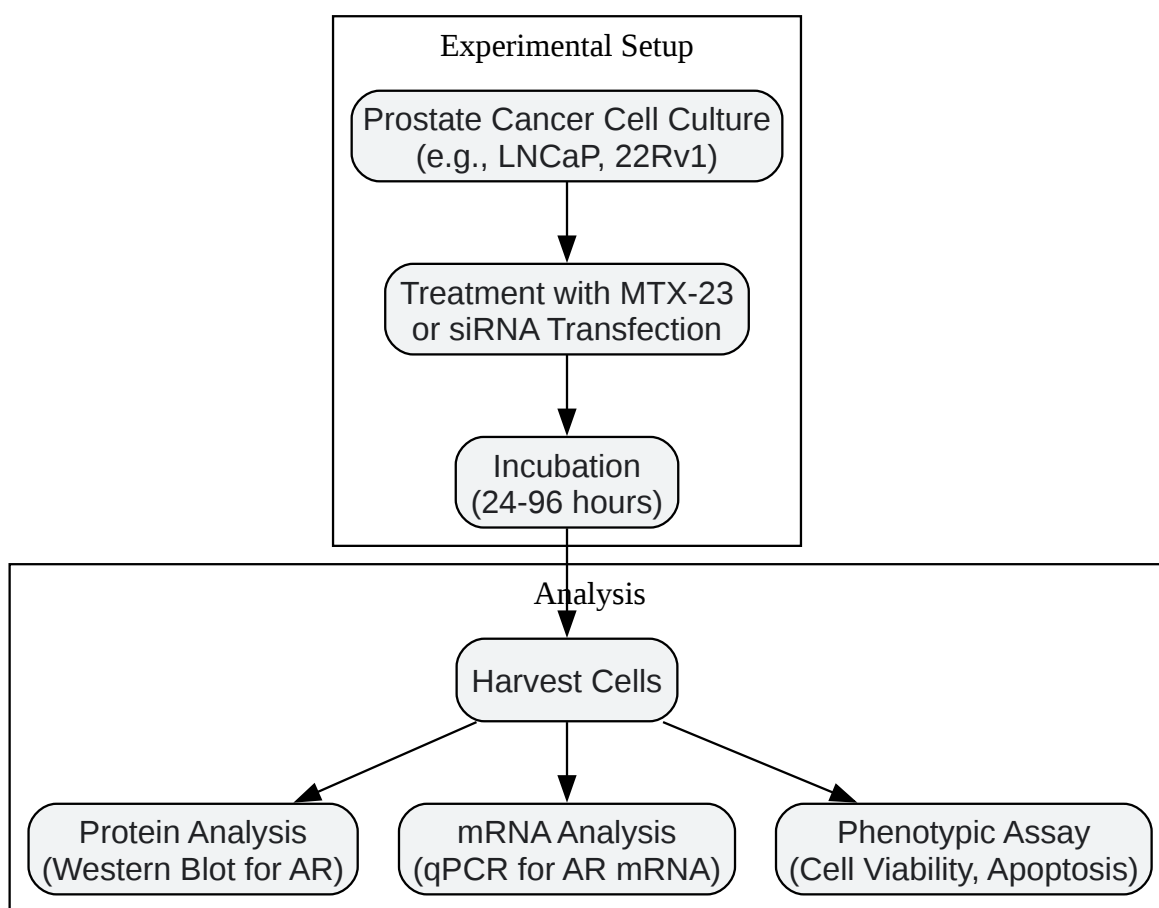 Experimental Setup
Prostate Cancer Cell Culture
(e.g., LNCaP, 22Rv1)
Treatment with MTX-23
or siRNA Transfection
Incubation
(24-96 hours)
Analysis
Harvest Cells
Protein Analysis
(Western Blot for AR)
mRNA Analysis
(qPCR for AR mRNA)
Phenotypic Assay
(Cell Viability, Apoptosis)